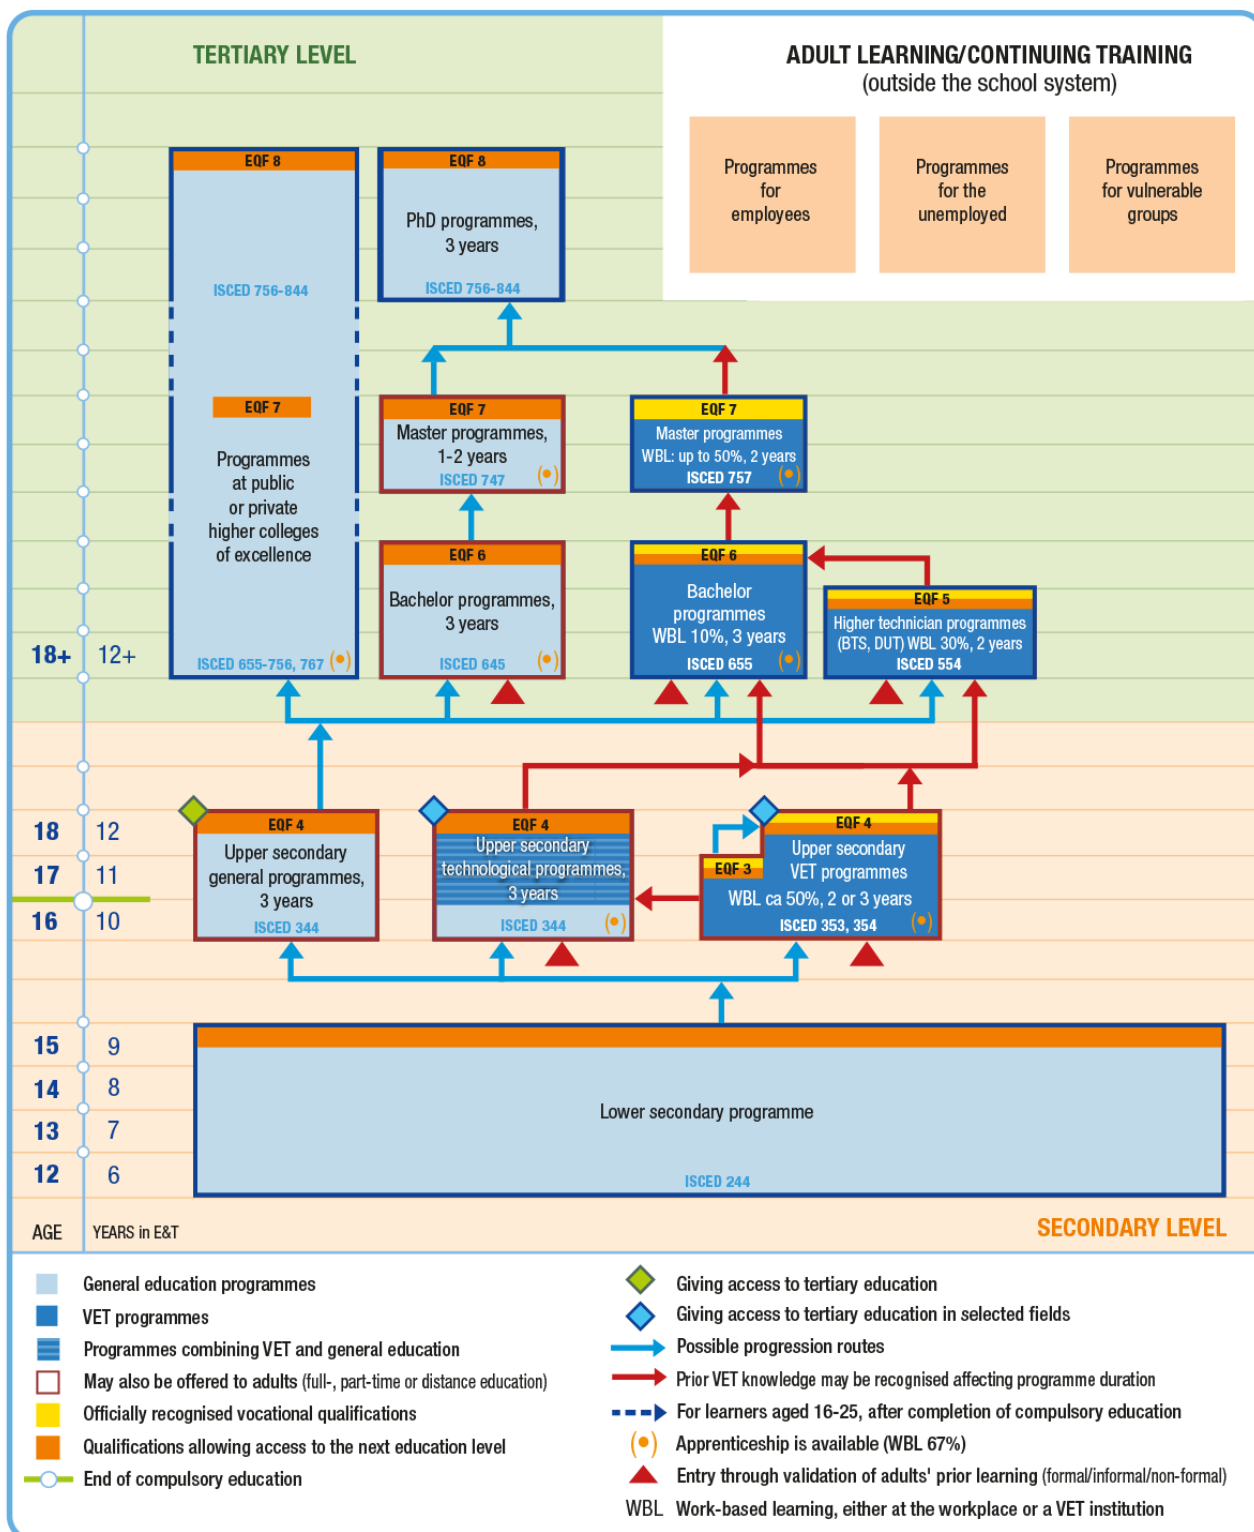 TERTIARY LEVEL
ADULT LEARNING/CONTINUING TRAINING
(outside the school system)
Programmes
for
employees
Programmes
for the
unemployed
Programmes
for vulnerable
groups
EQF 8
ISCED 756-844
EQF 7
Programmes
at public
or private
higher colleges
of excellence
ISCED 655-756, 767
EQF 8
PhD programmes,
3 years
ISCED 756-844
EQF 7
Master programmes,
1-2 years
ISCED 747
EQF 7
Master programmes
WBL: up to 50%, 2 years
ISCED 757
EQF 6
Bachelor programmes,
3 years
ISCED 645
EQF 6
Bachelor
programmes
WBL 10%, 3 years
ISCED 655
EQF 5
Higher technician programmes
(BTS, DUT) WBL 30%, 2 years
ISCED 554
18+ 12+
18 12
17 11
16 10
EQF 4
Upper secondary
general programmes,
3 years
ISCED 344
EQF 4
Upper secondary
technological programmes,
3 years
ISCED 344
EQF 3
EQF 4
Upper secondary
VET programmes
WBL ca 50%, 2 or 3 years
ISCED 353, 354
15 9
14 8
13 7
12 6
Lower secondary programme
ISCED 244
AGE YEARS in E&T
SECONDARY LEVEL
General education programmes
VET programmes
Programmes combining VET and general education
May also be offered to adults (full-, part-time or distance education)
Officially recognised vocational qualifications
Qualifications allowing access to the next education level
End of compulsory education
Giving access to tertiary education
Giving access to tertiary education in selected fields
Possible progression routes
Prior VET knowledge may be recognised affecting programme duration
For learners aged 16-25, after completion of compulsory education
Apprenticeship is available (WBL 67%)
Entry through validation of adults' prior learning (formal/informal/non-formal)
WBL Work-based learning, either at the workplace or a VET institution